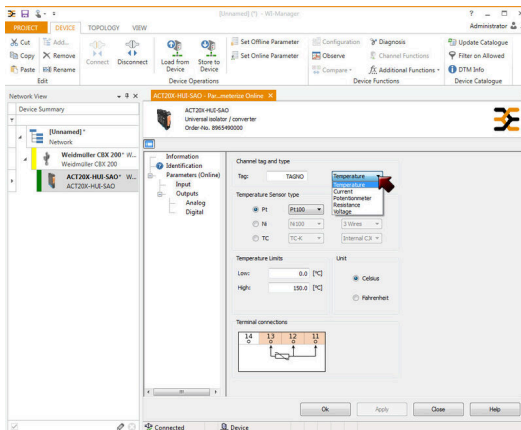 [Unnamed] (*) - WI-Manager
PROJECT DEVICE TOPOLOGY VIEW Administrator
Cut Add... Set Offline Parameter Configuration Diagnosis Update Catalogue
Copy Remove Connect Disconnect Load from Device Store to Device Set Online Parameter Observe Channel Functions Filter on Allowed
Paste Rename Compare Additional Functions DTM Info
Edit Device Operations Device Functions Device Catalogue
Network View
ACT20X-HUI-SAO - Par...meterize Online
Device Summary
[Unnamed]*
Network
Weidmüller CBX 200* W...
Weidmüller CBX 200
ACT20X-HUI-SAO* W...
ACT20X-HUI-SAO
ACT20X-HUI-SAO
Universal isolator / converter
Order-No. 8965490000
Information
Identification
Parameters (Online)
Input
Outputs
Analog
Digital
Channel tag and type
Tag: TAGNO Temperature
Temperature
Current
Potentionmeter
Resistance
Voltage
Temperature Sensor type
Pt Pt100
Ni Ni100 3 Wires
TC TC-K Internal CJ
Temperature Limits Unit
Low: 0.0 [°C]
Celsius
High: 150.0 [°C]
Fahrenheit
Terminal connections
14 13 12 11
Ok Apply Close Help
Connected Device